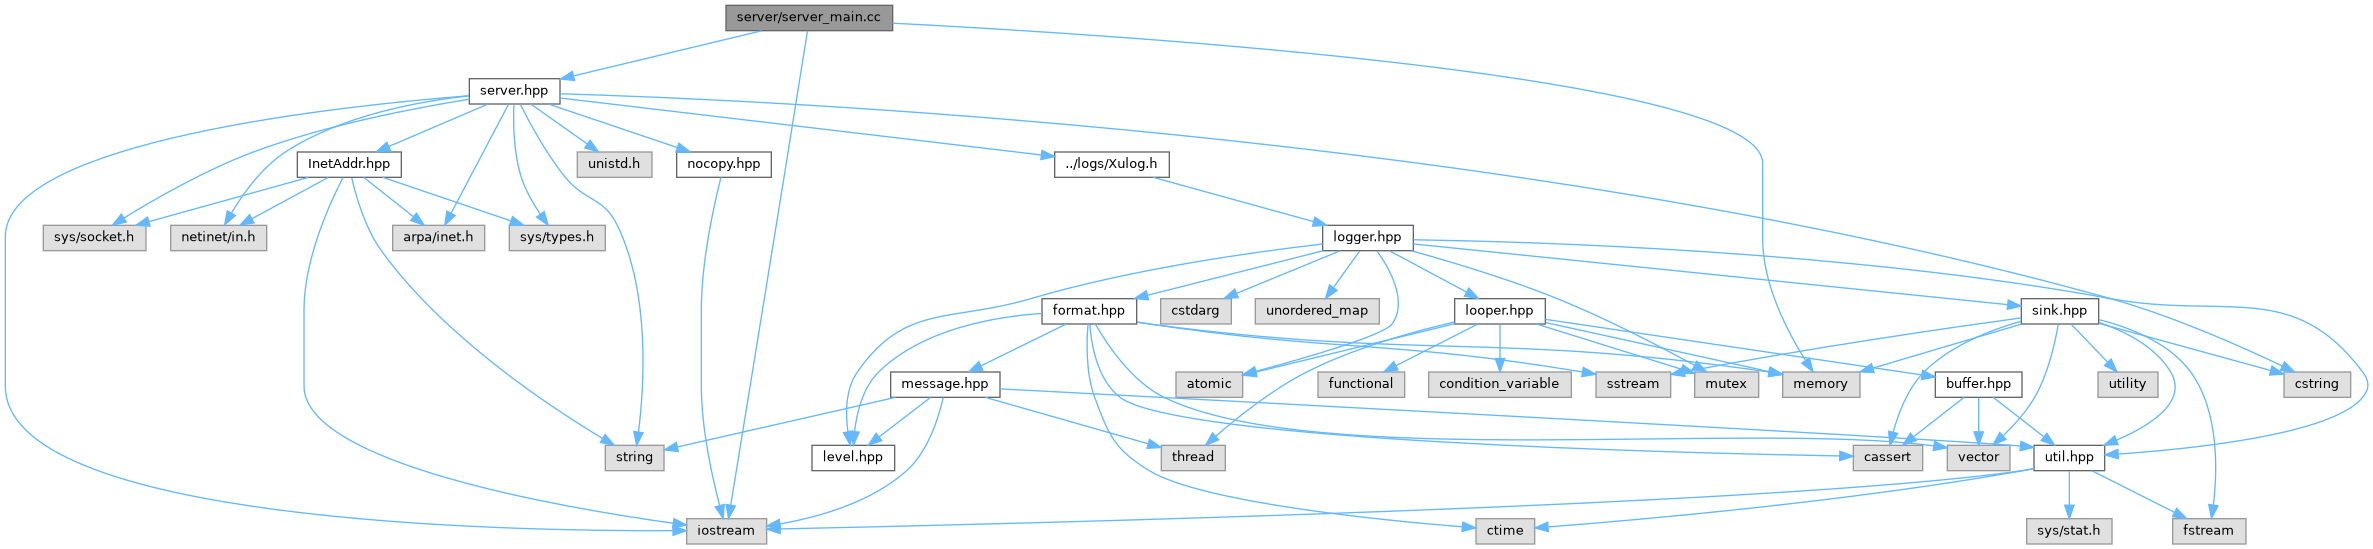 server/server_main.cc
server.hpp
InetAddr.hpp
unistd.h
nocopy.hpp
../logs/Xulog.h
sys/socket.h
netinet/in.h
arpa/inet.h
sys/types.h
logger.hpp
format.hpp
cstdarg
unordered_map
looper.hpp
sink.hpp
message.hpp
atomic
functional
condition_variable
sstream
mutex
memory
buffer.hpp
utility
cstring
string
level.hpp
thread
cassert
vector
util.hpp
iostream
ctime
sys/stat.h
fstream